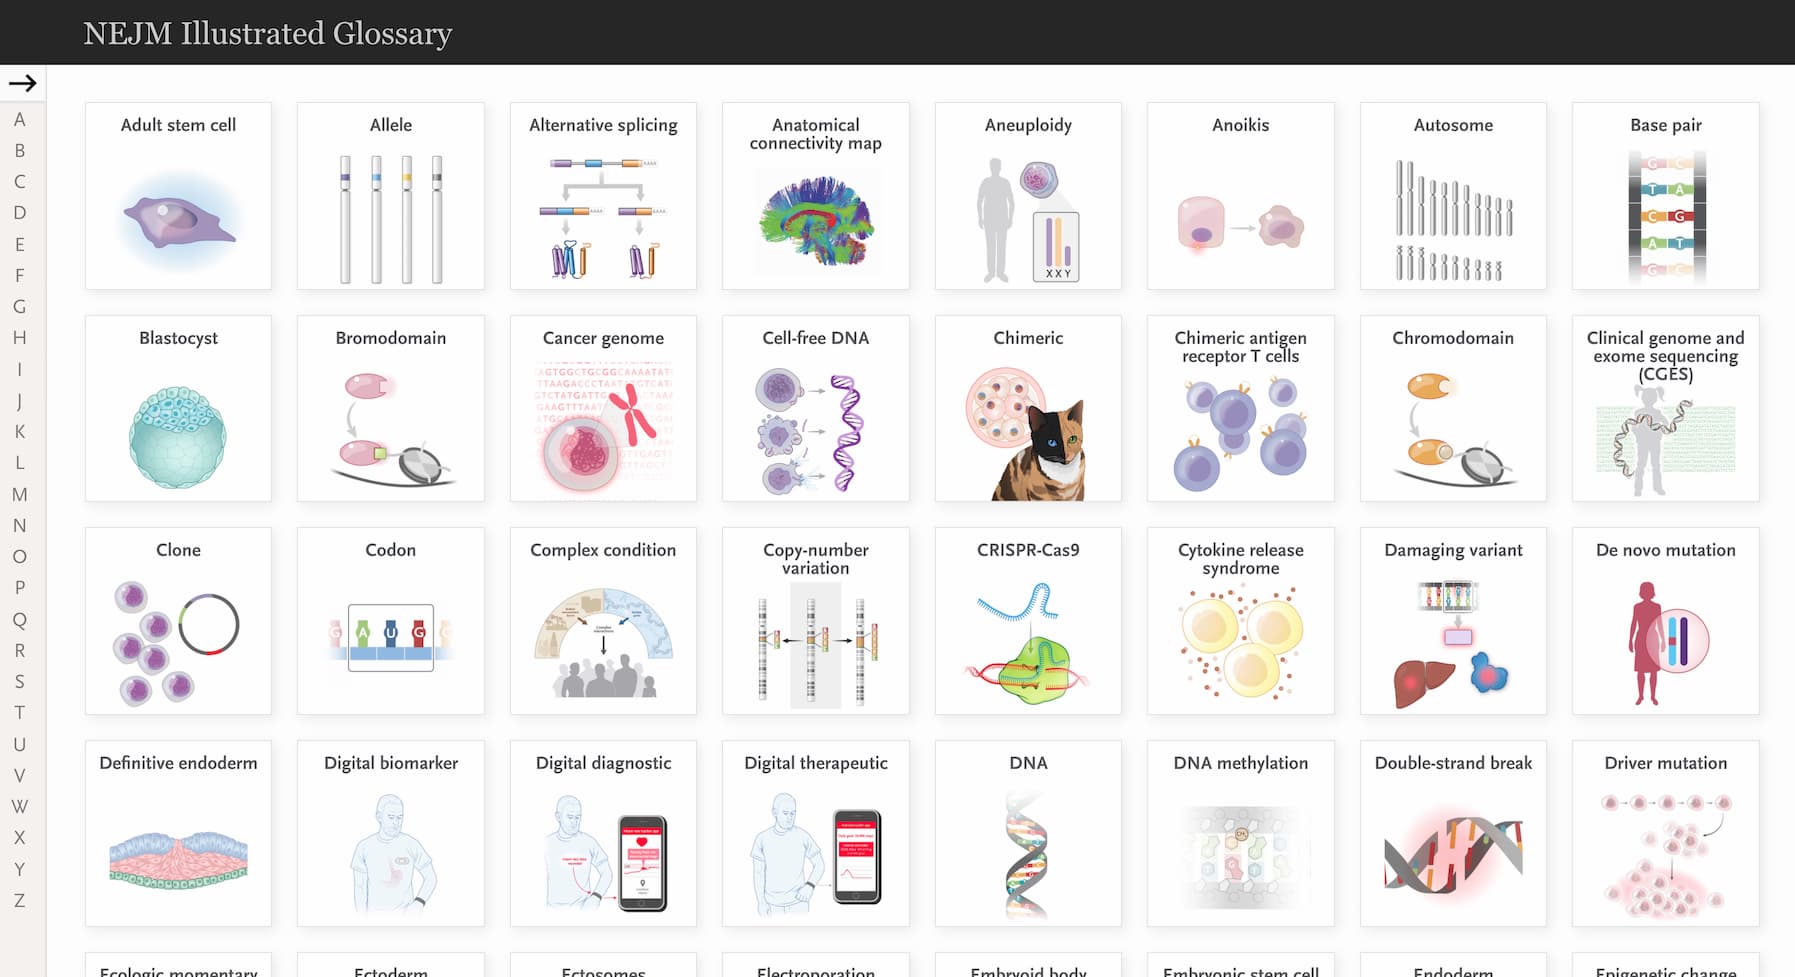 NEJM Illustrated Glossary
A
B
C
D
E
F
G
H
I
J
K
L
M
N
O
P
Q
R
S
T
U
V
W
X
Y
Z
Adult stem cell
Allele
Alternative splicing
AAAA
AAAA
AAAA
Anatomical
connectivity map
Aneuploidy
X X Y
Anoikis
Autosome
Base pair
G C
T A
C G
A T
G C
Blastocyst
Bromodomain
Cancer genome
Cell-free DNA
Chimeric
Chimeric antigen
receptor T cells
Chromodomain
Clinical genome and
exome sequencing
(CGES)
Clone
Codon
G A U G C
Complex condition
Copy-number
variation
CRISPR-Cas9
Cytokine release
syndrome
Damaging variant
De novo mutation
Definitive endoderm
Digital biomarker
Digital diagnostic
Digital therapeutic
DNA
DNA methylation
CH₃
Double-strand break
Driver mutation
Ecologic momentary
Ectoderm
Ectosomes
Electroporation
Embryoid body
Embryonic stem cell
Endoderm
Epigenetic change